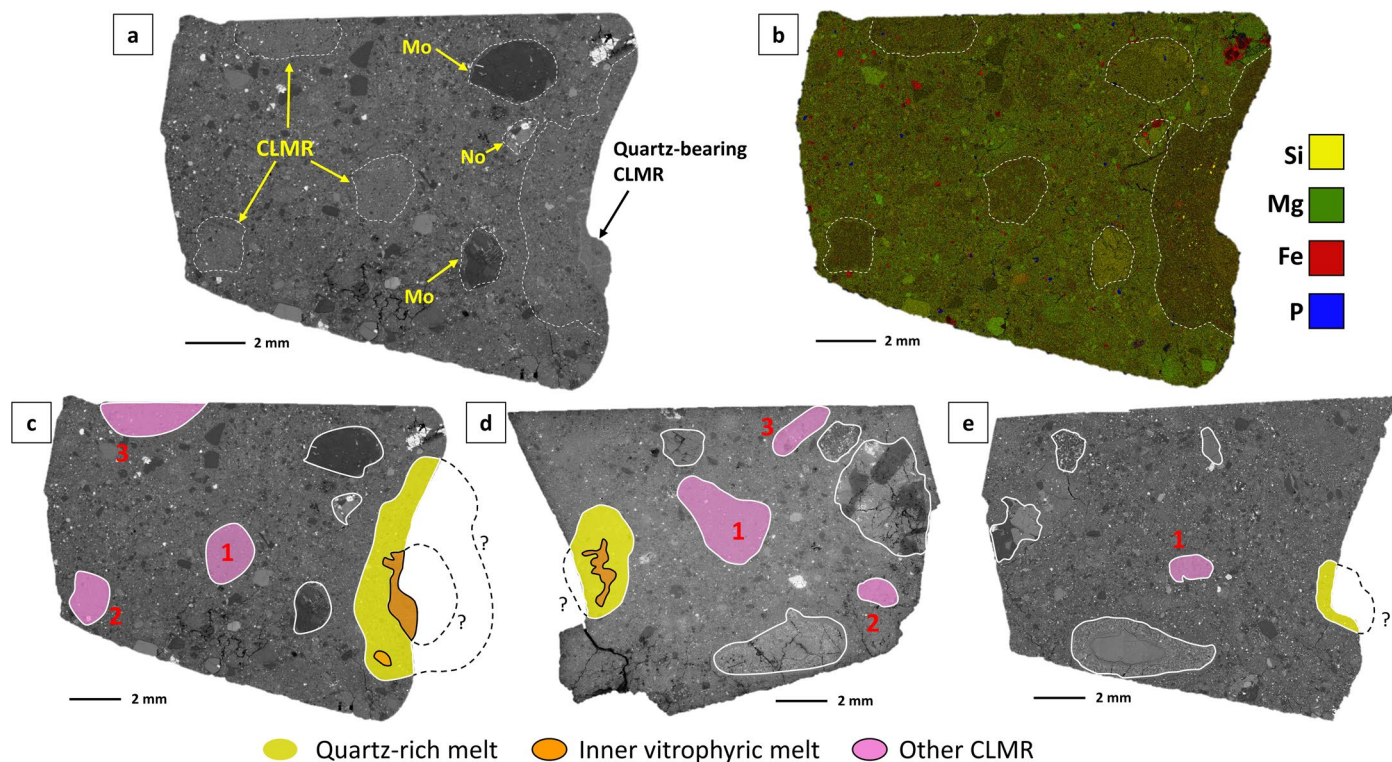 a
Mo
CLMR
No
Quartz-bearing
CLMR
Mo
2 mm
b
Si
Mg
Fe
P
2 mm
c
3
1
2
?
?
2 mm
d
3
1
?
2
2 mm
e
1
?
2 mm
Quartz-rich melt
Inner vitrophyric melt
Other CLMR